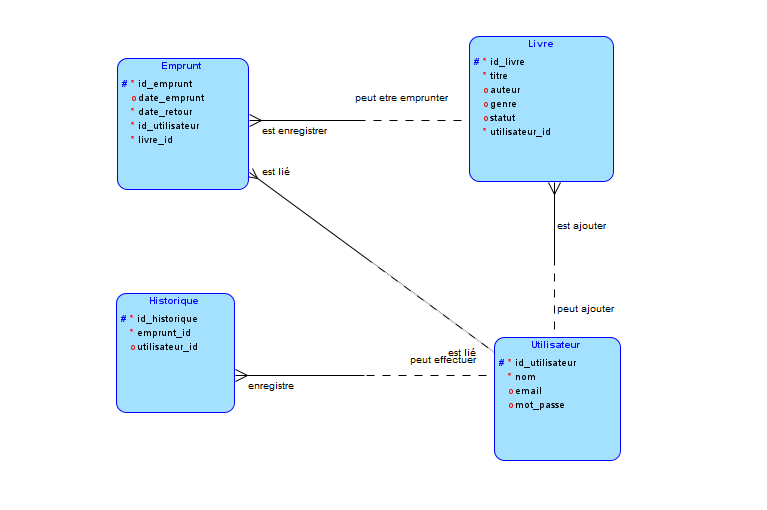 Emprunt
# * id_emprunt
o date_emprunt
* date_retour
* id_utilisateur
* livre_id
Livre
# * id_livre
* titre
o auteur
o genre
o statut
* utilisateur_id
peut etre emprunter
est enregistrer
est lié
est ajouter
peut ajouter
Historique
# * id_historique
* emprunt_id
o utilisateur_id
est lié
peut effectuer
enregistre
Utilisateur
# * id_utilisateur
* nom
o email
o mot_passe